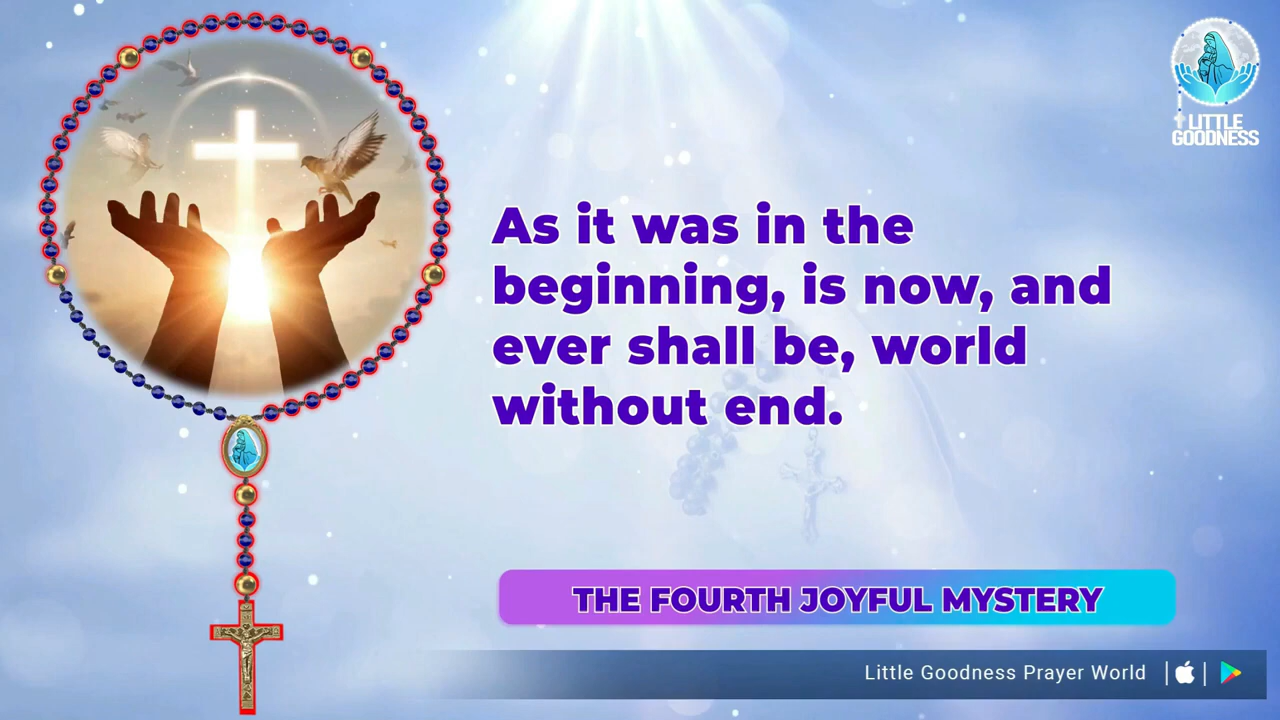 LITTLE
GOODNESS
As it was in the
beginning, is now, and
ever shall be, world
without end.
THE FOURTH JOYFUL MYSTERY
Little Goodness Prayer World